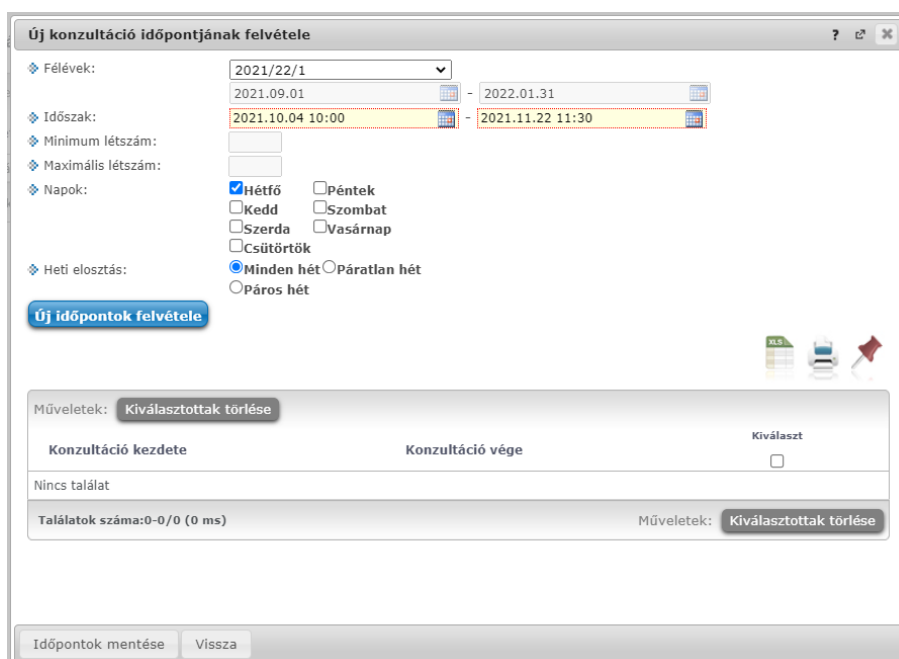 Új konzultáció időpontjának felvétele ?
Félévek: 2021/22/1
2021.09.01 - 2022.01.31
Időszak: 2021.10.04 10:00 - 2021.11.22 11:30
Minimum létszám:
Maximális létszám:
Napok: Hétfő Péntek
Kedd Szombat
Szerda Vasárnap
Csütörtök
Heti elosztás: Minden hét Páratlan hét
Páros hét
Új időpontok felvétele
XLS
Műveletek: Kiválasztottak törlése
Konzultáció kezdete Konzultáció vége Kiválaszt
Nincs találat
Találatok száma:0-0/0 (0 ms) Műveletek: Kiválasztottak törlése
Időpontok mentése Vissza